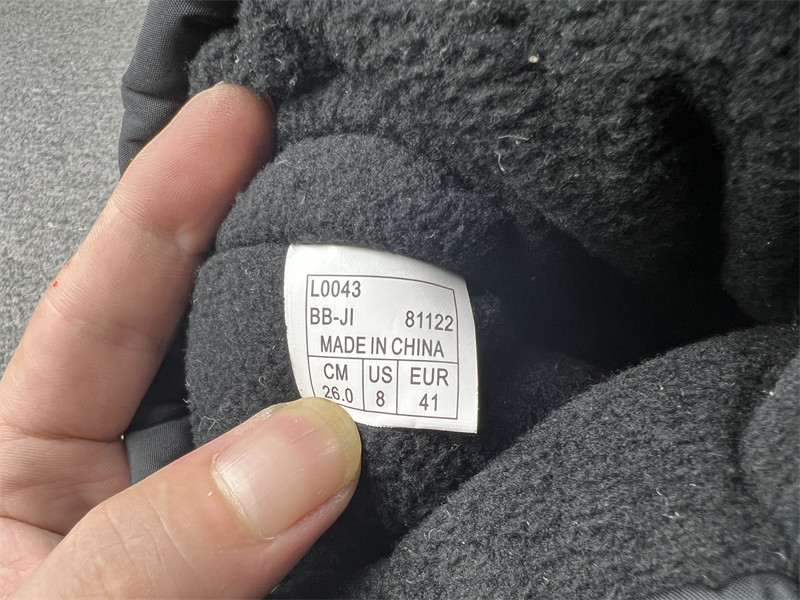 L0043
BB-JI 81122
MADE IN CHINA
CM US EUR
26.0 8 41